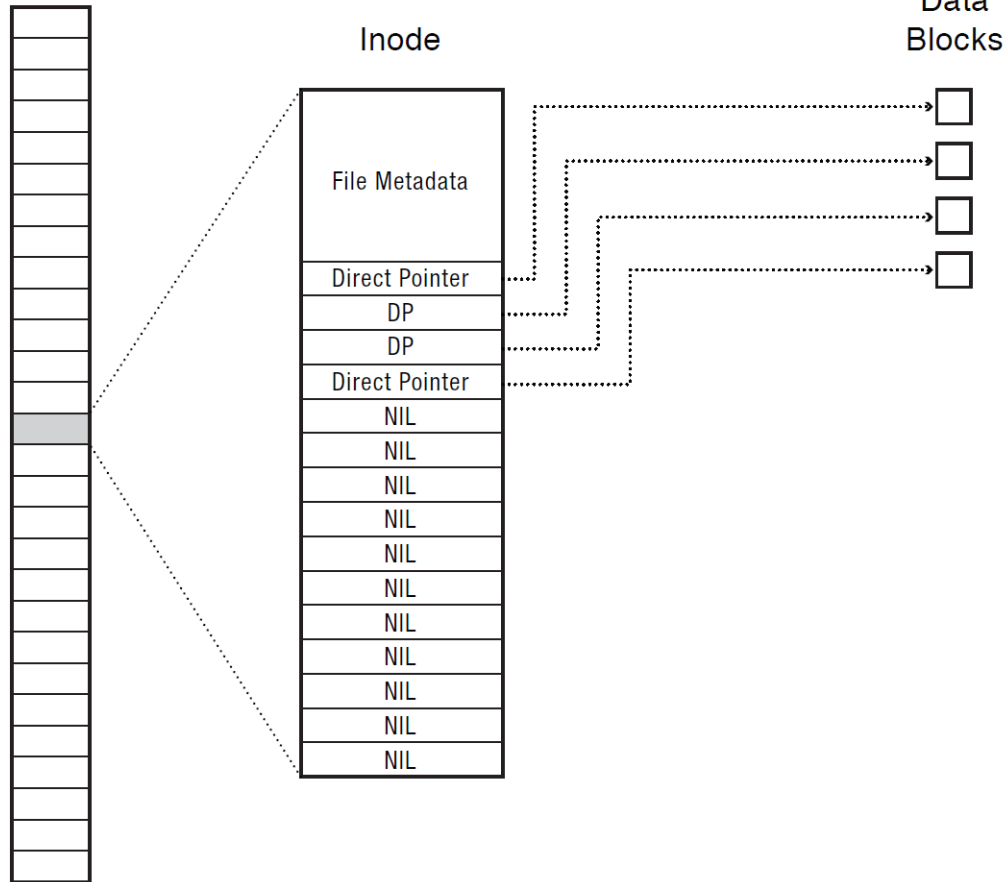 Data
Blocks
Inode
File Metadata
Direct Pointer
DP
DP
Direct Pointer
NIL
NIL
NIL
NIL
NIL
NIL
NIL
NIL
NIL
NIL
NIL